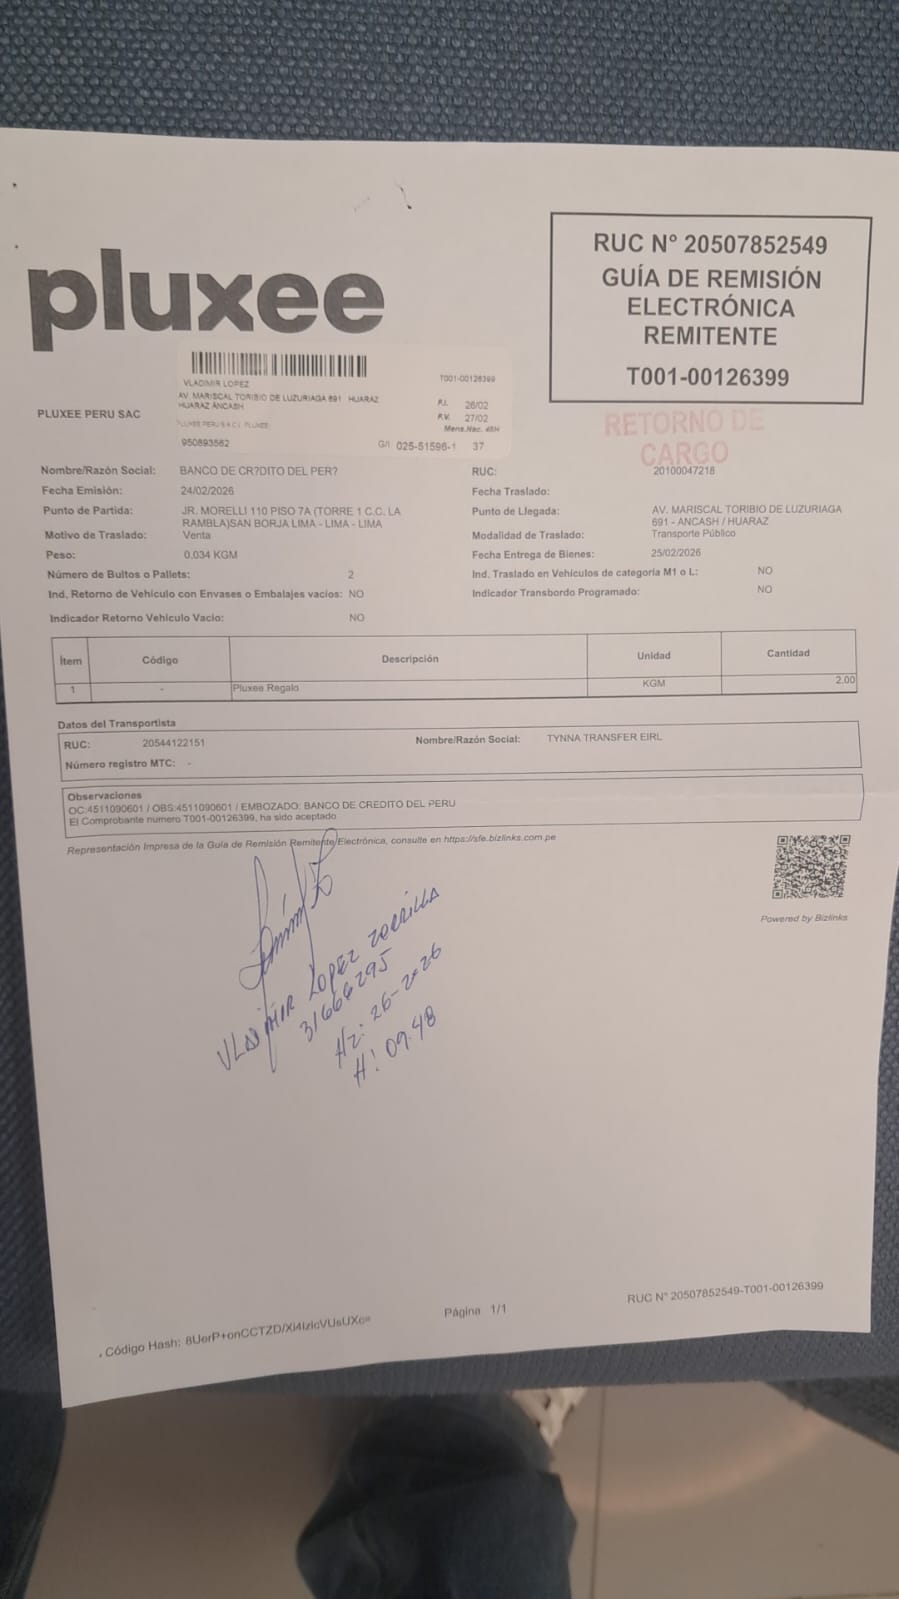 pluxee
RUC N° 20507852549
GUÍA DE REMISIÓN
ELECTRÓNICA
REMITENTE
T001-00126399
VLADIMIR LOPEZ
T001-00126399
AV. MARISCAL TORIBIO DE LUZURIAGA 691 HUARAZ
HUARAZ ANCASH
PLUXEE PERU S.A.C | PLUXEE
950893562
F.I. 26/02
F.V. 27/02
Mens.Nac. 48H
G/I 025-51596-1 37
PLUXEE PERU SAC
RETORNO DE
CARGO
Nombre/Razón Social: BANCO DE CR?DITO DEL PER? RUC: 20100047218
Fecha Emisión: 24/02/2026 Fecha Traslado:
Punto de Partida: JR. MORELLI 110 PISO 7A (TORRE 1 C.C. LA RAMBLA)SAN BORJA LIMA - LIMA - LIMA
Punto de Llegada: AV. MARISCAL TORIBIO DE LUZURIAGA 691 - ANCASH / HUARAZ
Motivo de Traslado: Venta Modalidad de Traslado: Transporte Público
Peso: 0.034 KGM Fecha Entrega de Bienes: 25/02/2026
Número de Bultos o Pallets: 2 Ind. Traslado en Vehículos de categoría M1 o L: NO
Ind. Retorno de Vehículo con Envases o Embalajes vacios: NO Indicador Transbordo Programado: NO
Indicador Retorno Vehículo Vacio: NO
Ítem Código Descripción Unidad Cantidad
1 - Pluxee Regalo KGM 2.00
Datos del Transportista
RUC: 20544122151 Nombre/Razón Social: TYNNA TRANSFER EIRL
Número registro MTC: -
Observaciones
OC:4511090601 / OBS:4511090601 / EMBOZADO: BANCO DE CREDITO DEL PERU
El Comprobante numero T001-00126399, ha sido aceptado
Representación Impresa de la Guía de Remisión Remitente Electrónica, consulte en https://sfe.bizlinks.com.pe
Powered by Bizlinks
VLADIMIR LOPEZ ZORRILLA
31666295
Hz: 26-2-26
H: 09:48
Código Hash:
Página 1/1
RUC N° 20507852549-T001-00126399